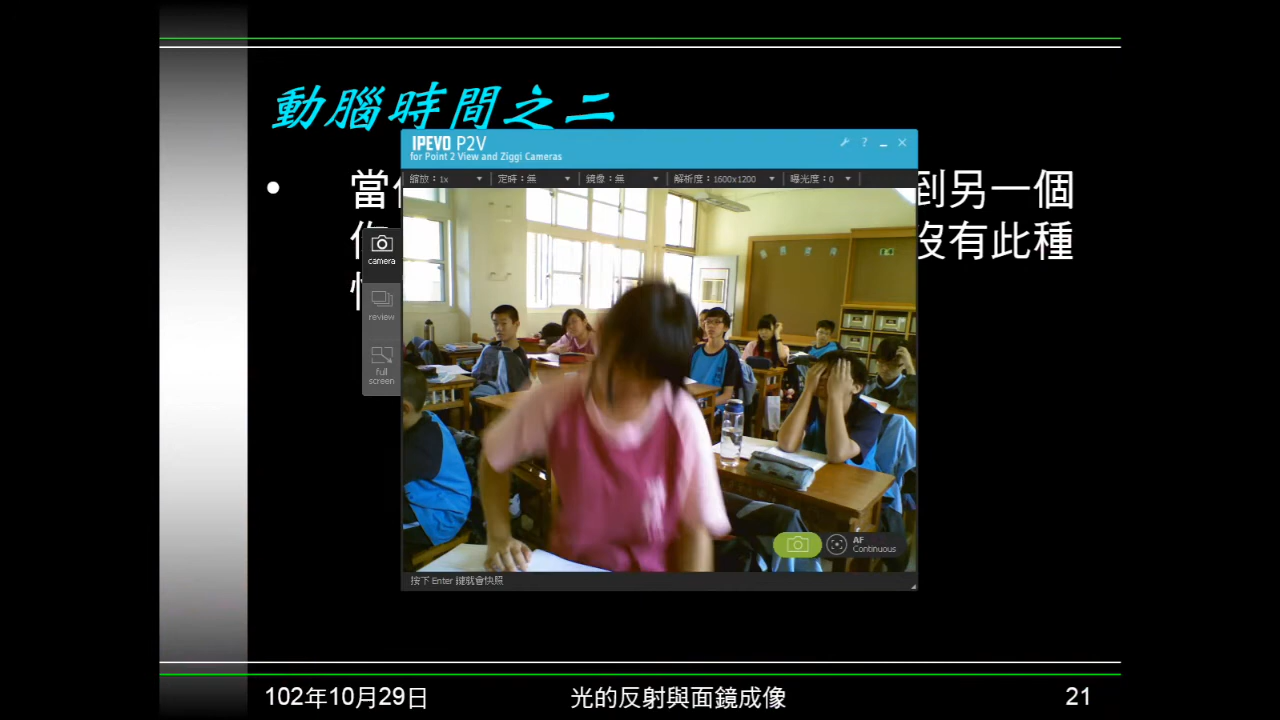 動腦時間之二
IPEVO P2V
for Point 2 View and Ziggi Cameras
縮放：1x 定時：無 鏡像：無 解析度：1600x1200 曝光度：0
• 當 到另一個
沒有此種
camera
review
full
screen
AF
Continuous
按下 Enter 鍵就會快照
102年10月29日 光的反射與面鏡成像 21